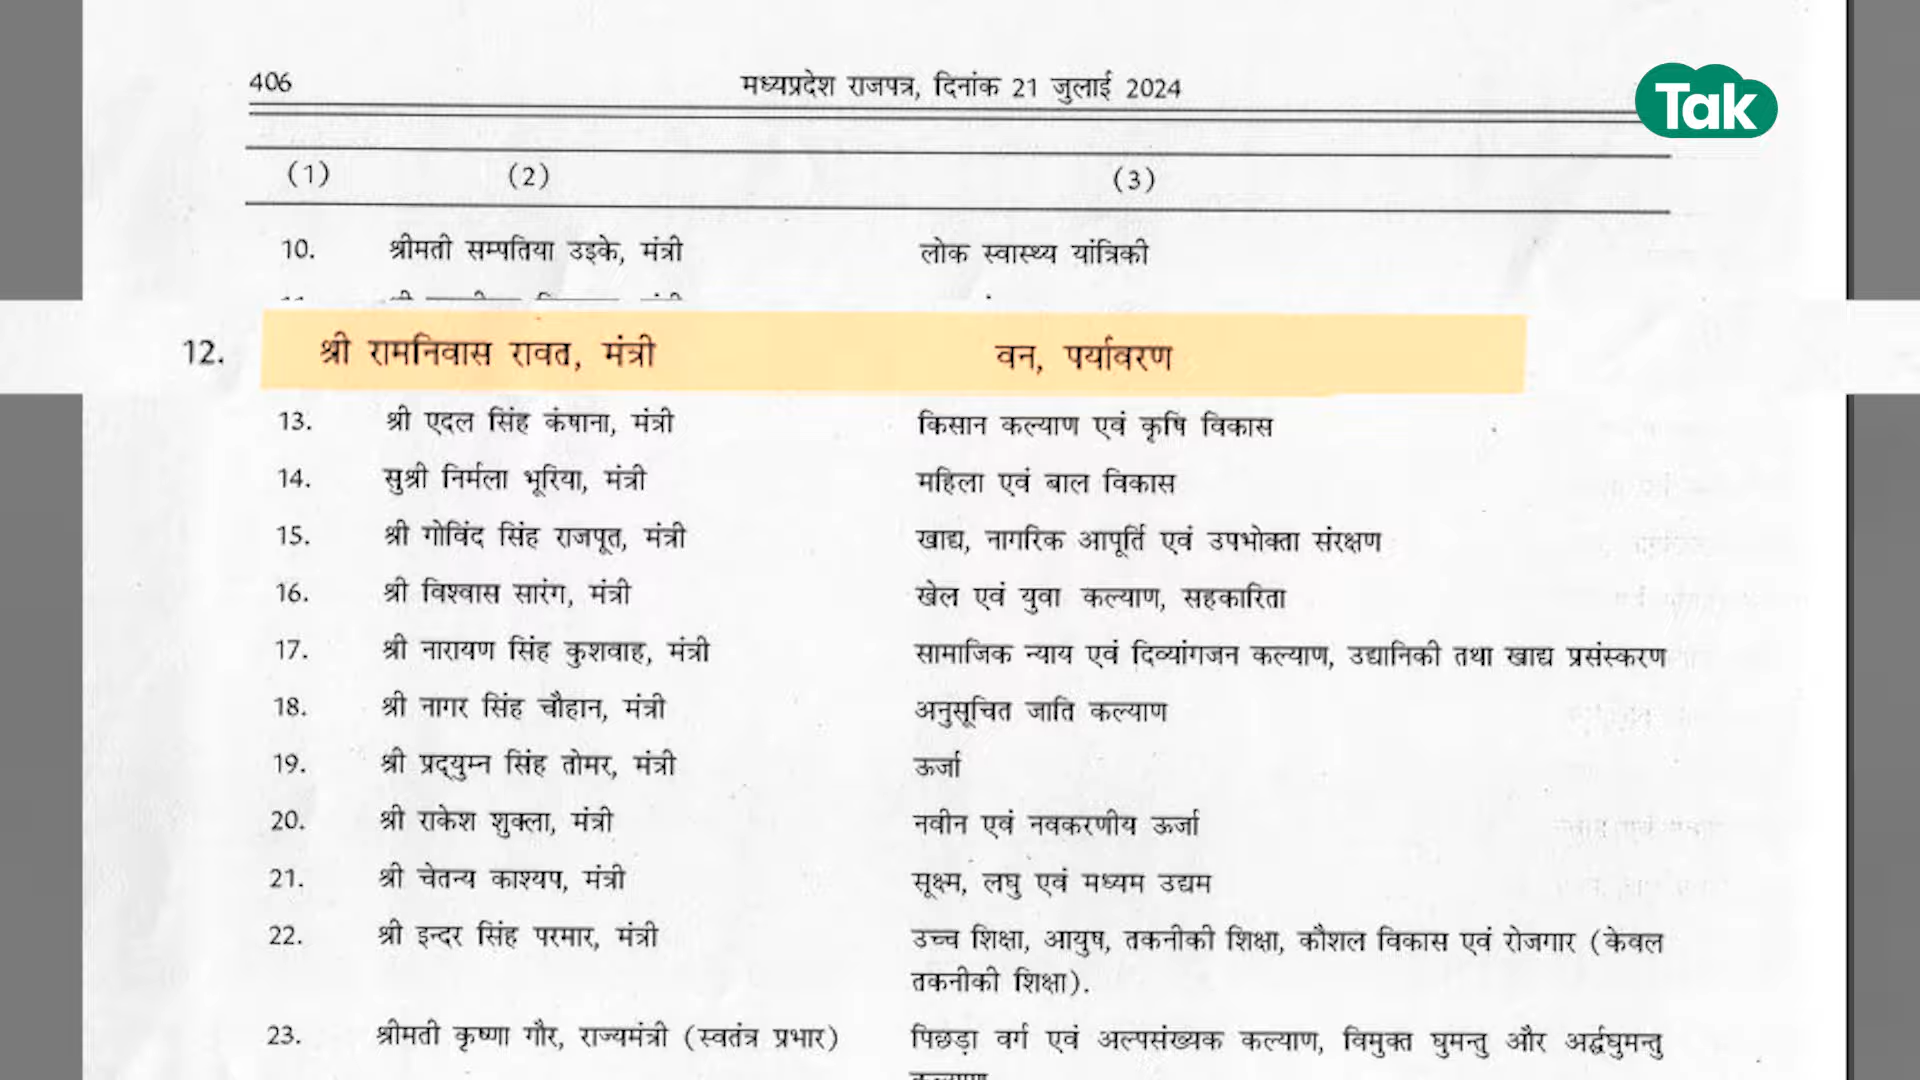 406 मध्यप्रदेश राजपत्र, दिनांक 21 जुलाई 2024
Tak
(1) (2) (3)
10. श्रीमती सम्पतिया उइके, मंत्री लोक स्वास्थ्य यांत्रिकी
12. श्री रामनिवास रावत, मंत्री वन, पर्यावरण
13. श्री एदल सिंह कंषाना, मंत्री किसान कल्याण एवं कृषि विकास
14. सुश्री निर्मला भूरिया, मंत्री महिला एवं बाल विकास
15. श्री गोविंद सिंह राजपूत, मंत्री खाद्य, नागरिक आपूर्ति एवं उपभोक्ता संरक्षण
16. श्री विश्वास सारंग, मंत्री खेल एवं युवा कल्याण, सहकारिता
17. श्री नारायण सिंह कुशवाह, मंत्री सामाजिक न्याय एवं दिव्यांगजन कल्याण, उद्यानिकी तथा खाद्य प्रसंस्करण
18. श्री नागर सिंह चौहान, मंत्री अनुसूचित जाति कल्याण
19. श्री प्रद्युम्न सिंह तोमर, मंत्री ऊर्जा
20. श्री राकेश शुक्ला, मंत्री नवीन एवं नवकरणीय ऊर्जा
21. श्री चेतन्य काश्यप, मंत्री सूक्ष्म, लघु एवं मध्यम उद्यम
22. श्री इन्दर सिंह परमार, मंत्री उच्च शिक्षा, आयुष, तकनीकी शिक्षा, कौशल विकास एवं रोजगार (केवल
तकनीकी शिक्षा).
23. श्रीमती कृष्णा गौर, राज्यमंत्री (स्वतंत्र प्रभार) पिछड़ा वर्ग एवं अल्पसंख्यक कल्याण, विमुक्त घुमन्तु और अर्द्धघुमन्तु